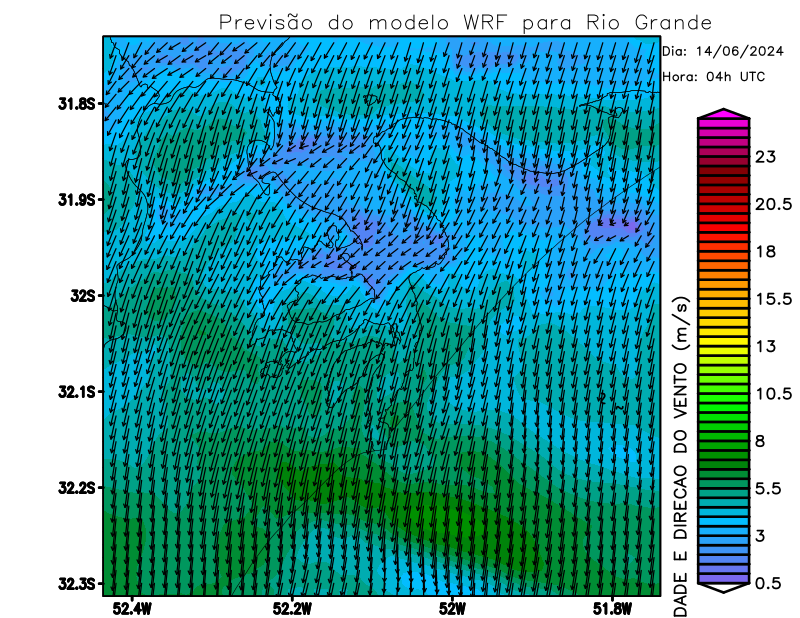 Previsão do modelo WRF para Rio Grande
Dia: 14/06/2024
Hora: 04h UTC
31.8S
31.9S
32S
32.1S
32.2S
32.3S
52.4W
52.2W
52W
51.8W
23
20.5
18
15.5
13
10.5
8
5.5
3
0.5
DADE E DIRECAO DO VENTO (m/s)